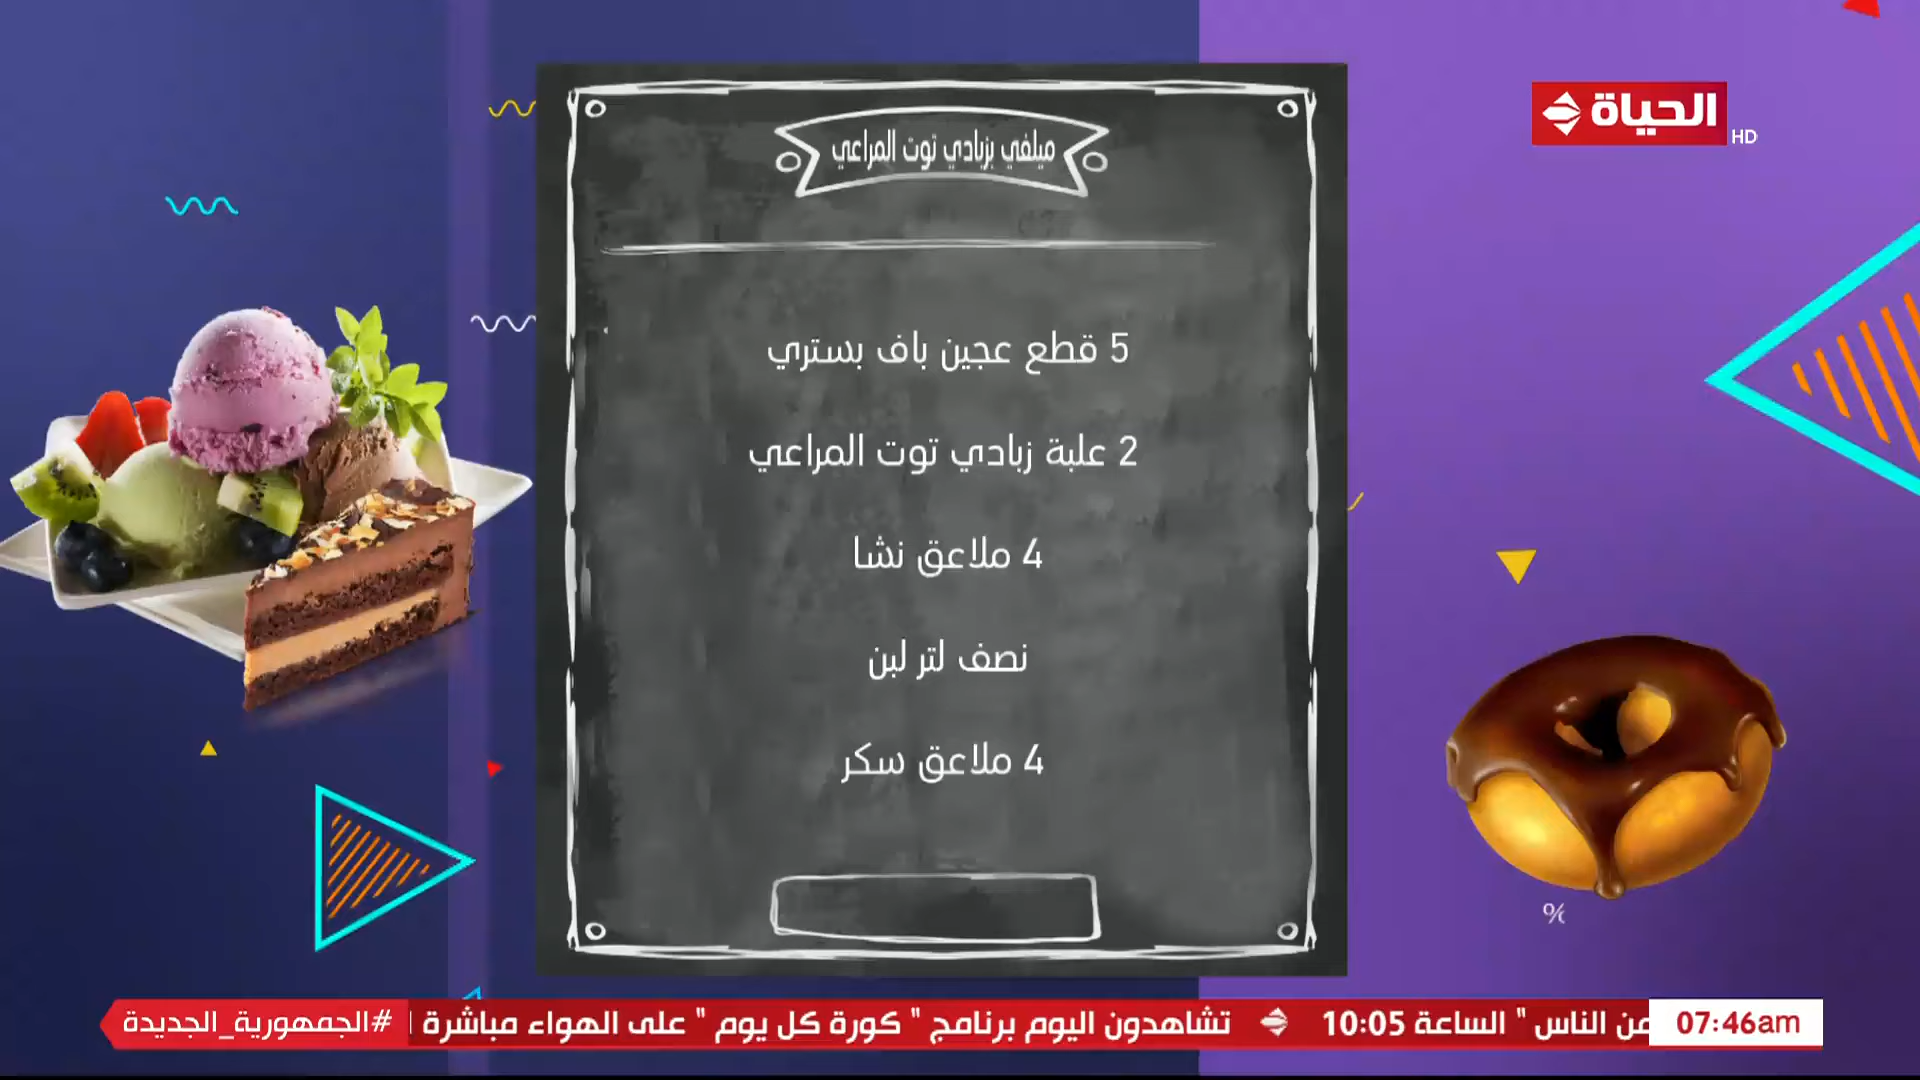 الحياة
HD
ميلفي بزبادي توت المراعي
5 قطع عجين باف بستري
2 علبة زبادي توت المراعي
4 ملاعق نشا
نصف لتر لبن
4 ملاعق سكر
%
07:46am
من الناس " الساعة 10:05 تشاهدون اليوم برنامج " كورة كل يوم " على الهواء مباشرة
#الجمهورية_الجديدة